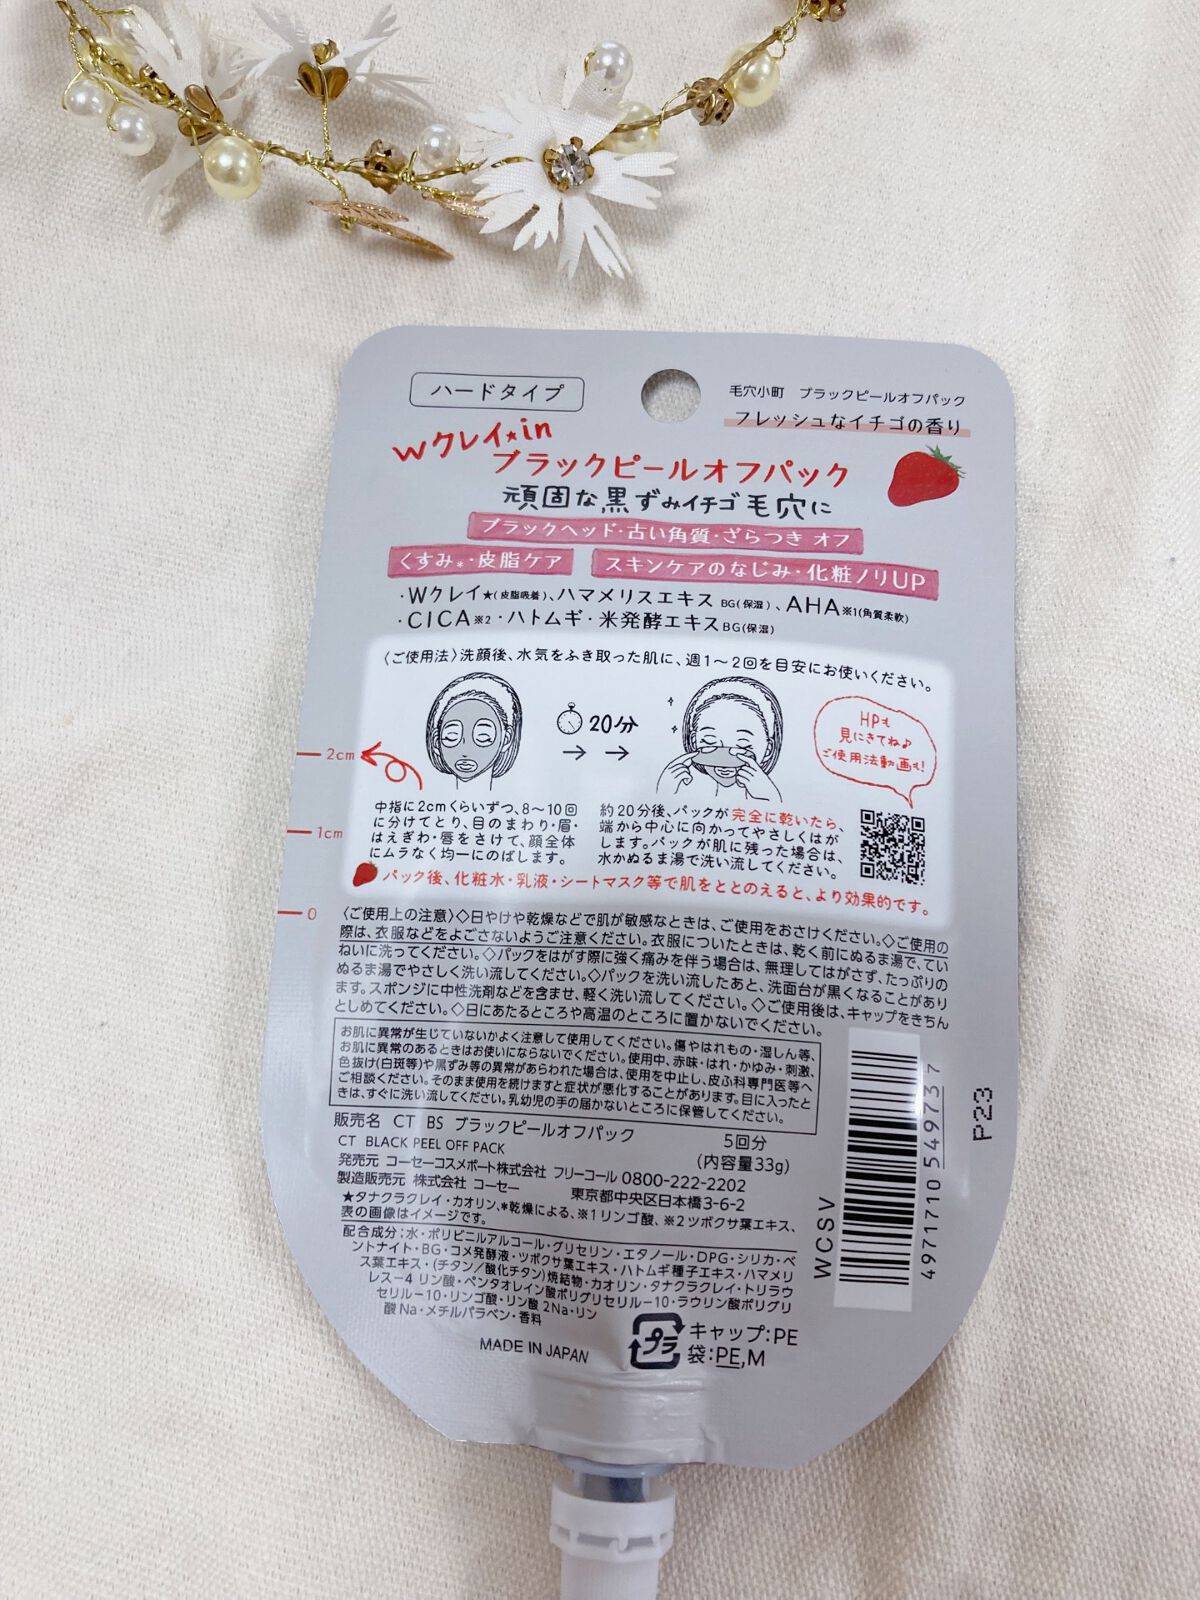 ハードタイプ
毛穴小町 ブラックピールオフパック
フレッシュなイチゴの香り
Wクレイ★in
ブラックピールオフパック
頑固な黒ずみイチゴ毛穴に
ブラックヘッド・古い角質・ざらつき オフ
くすみ*・皮脂ケア
スキンケアのなじみ・化粧ノリUP
・Wクレイ★(皮脂吸着)、ハマメリスエキス BG(保湿)、AHA※1(角質柔軟)
・CICA※2・ハトムギ・米発酵エキスBG(保湿)
〈ご使用法〉洗顔後、水気をふき取った肌に、週1〜2回を目安にお使いください。
20分
HPも
見にきてね♪
ご使用法動画も!
2cm
1cm
0
中指に2cmくらいずつ、8〜10回
に分けてとり、目のまわり・眉・
はえぎわ・唇をさけて、顔全体
にムラなく均一にのばします。
約20分後、パックが完全に乾いたら、
端から中心に向かってやさしくはが
します。パックが肌に残った場合は、
水かぬるま湯で洗い流してください。
パック後、化粧水・乳液・シートマスク等で肌をととのえると、より効果的です。
〈ご使用上の注意〉◇日やけや乾燥などで肌が敏感なときは、ご使用をおさけください。◇ご使用の
際は、衣服などをよごさないようご注意ください。衣服についたときは、乾く前にぬるま湯で、てい
ねいに洗ってください。◇パックをはがす際に強く痛みを伴う場合は、無理してはがさず、たっぷりの
ぬるま湯でやさしく洗い流してください。◇パックを洗い流したあと、洗面台が黒くなることがあり
ます。スポンジに中性洗剤などを含ませ、軽く洗い流してください。◇ご使用後は、キャップをきちん
としめてください。◇日にあたるところや高温のところに置かないでください。
お肌に異常が生じていないかよく注意して使用してください。傷やはれもの・湿しん等、
お肌に異常のあるときはお使いにならないでください。使用中、赤味・はれ・かゆみ・刺激、
色抜け(白斑等)や黒ずみ等の異常があらわれた場合は、使用を中止し、皮ふ科専門医等へ
ご相談ください。そのまま使用を続けますと症状が悪化することがあります。目に入ったと
きは、すぐに洗い流してください。乳幼児の手の届かないところに保管してください。
販売名 CT BS ブラックピールオフパック
CT BLACK PEEL OFF PACK
5回分
(内容量33g)
発売元 コーセーコスメポート株式会社 フリーコール 0800-222-2202
製造販売元 株式会社 コーセー 東京都中央区日本橋3-6-2
★タナクラクレイ・カオリン、*乾燥による、※1リンゴ酸、※2ツボクサ葉エキス、
表の画像はイメージです。
配合成分：水・ポリビニルアルコール・グリセリン・エタノール・DPG・シリカ・ベ
ントナイト・BG・コメ発酵液・ツボクサ葉エキス・ハトムギ種子エキス・ハマメリ
ス葉エキス・(チタン/酸化チタン)焼結物・カオリン・タナクラクレイ・トリラウ
レス-4リン酸・ペンタオレイン酸ポリグリセリル-10・ラウリン酸ポリグリ
セリル-10・リンゴ酸・リン酸2Na・リン
酸Na・メチルパラベン・香料
MADE IN JAPAN
プラ
キャップ:PE
袋:PE,M
WCSV
4971710549737
P23